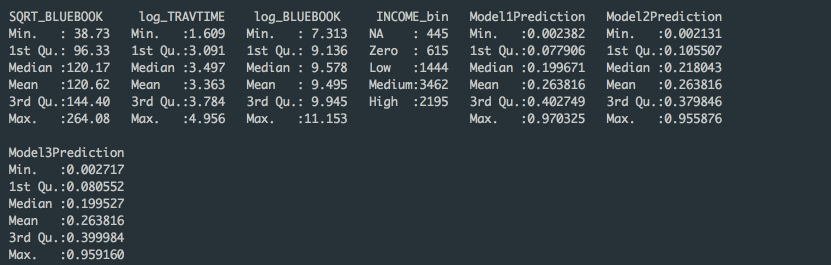 SQRT_BLUEBOOK    log_TRAVTIME    log_BLUEBOOK     INCOME_bin   Model1Prediction   Model2Prediction
Min.   : 38.73   Min.   :1.609   Min.   : 7.313   NA    : 445   Min.   :0.002382   Min.   :0.002131
1st Qu.: 96.33   1st Qu.:3.091   1st Qu.: 9.136   Zero  : 615   1st Qu.:0.077906   1st Qu.:0.105507
Median :120.17   Median :3.497   Median : 9.578   Low   :1444   Median :0.199671   Median :0.218043
Mean   :120.62   Mean   :3.363   Mean   : 9.495   Medium:3462   Mean   :0.263816   Mean   :0.263816
3rd Qu.:144.40   3rd Qu.:3.784   3rd Qu.: 9.945   High  :2195   3rd Qu.:0.402749   3rd Qu.:0.379846
Max.   :264.08   Max.   :4.956   Max.   :11.153                 Max.   :0.970325   Max.   :0.955876
Model3Prediction
Min.   :0.002717
1st Qu.:0.080552
Median :0.199527
Mean   :0.263816
3rd Qu.:0.399984
Max.   :0.959160